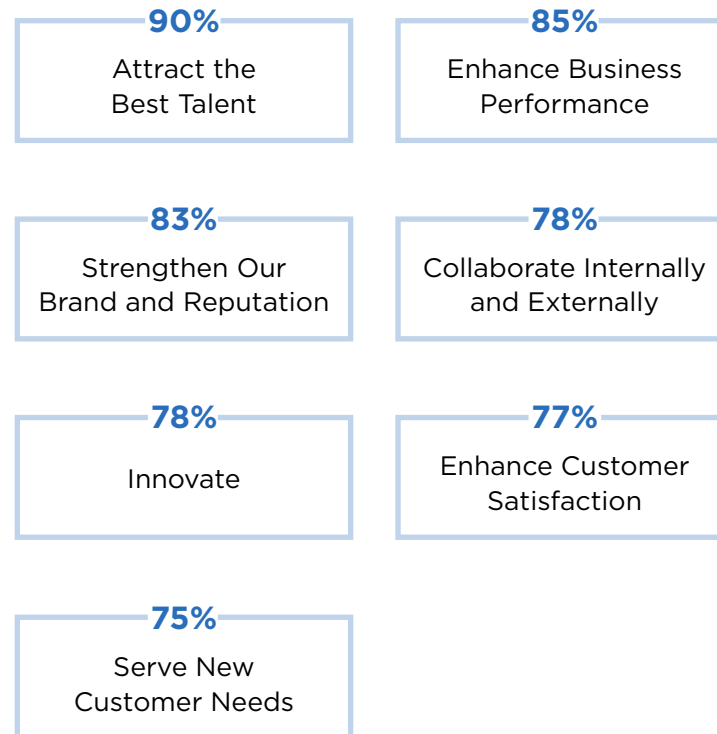 90%
Attract the
Best Talent
85%
Enhance Business
Performance
83%
Strengthen Our
Brand and Reputation
78%
Collaborate Internally
and Externally
78%
Innovate
77%
Enhance Customer
Satisfaction
75%
Serve New
Customer Needs